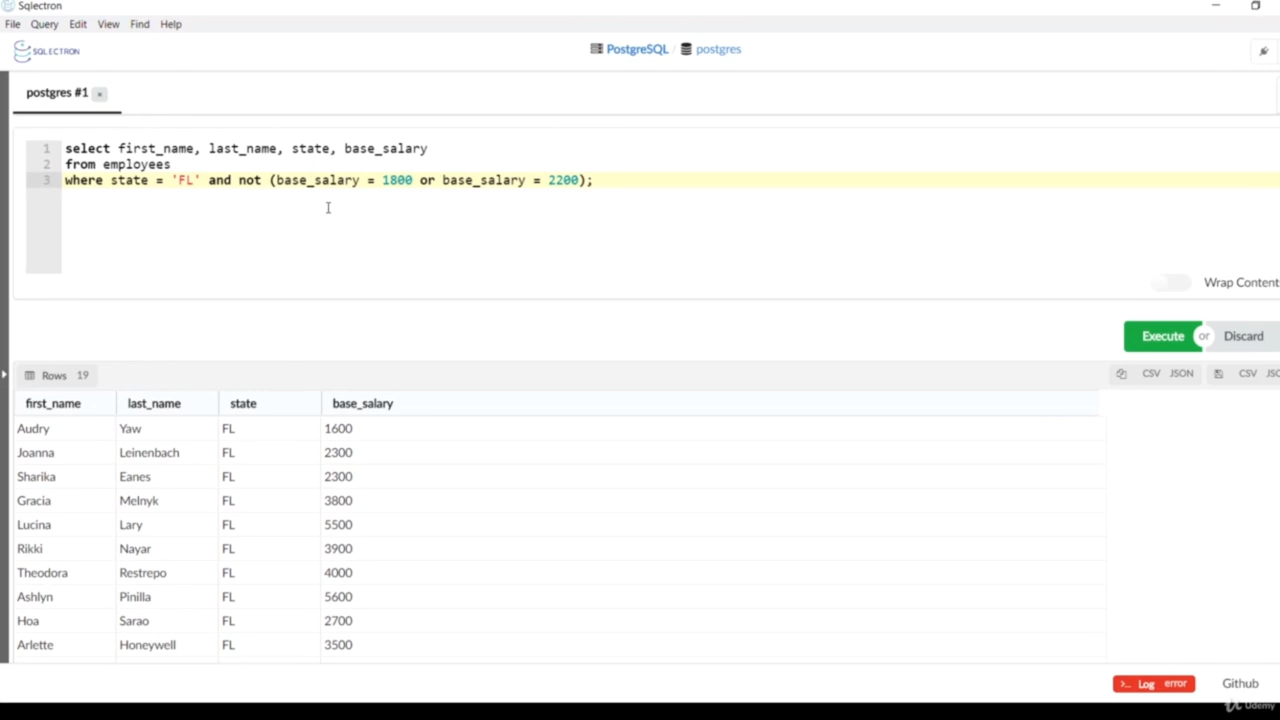 Sqlectron
File Query Edit View Find Help
SQLECTRON
PostgreSQL / postgres
postgres #1
1 select first_name, last_name, state, base_salary
2 from employees
3 where state = 'FL' and not (base_salary = 1800 or base_salary = 2200);
Wrap Content
Execute or Discard
Rows 19
CSV JSON CSV JSO
first_name last_name state base_salary
Audry Yaw FL 1600
Joanna Leinenbach FL 2300
Sharika Eanes FL 2300
Gracia Melnyk FL 3800
Lucina Lary FL 5500
Rikki Nayar FL 3900
Theodora Restrepo FL 4000
Ashlyn Pinilla FL 5600
Hoa Sarao FL 2700
Arlette Honeywell FL 3500
>_ Log error Github
Udemy